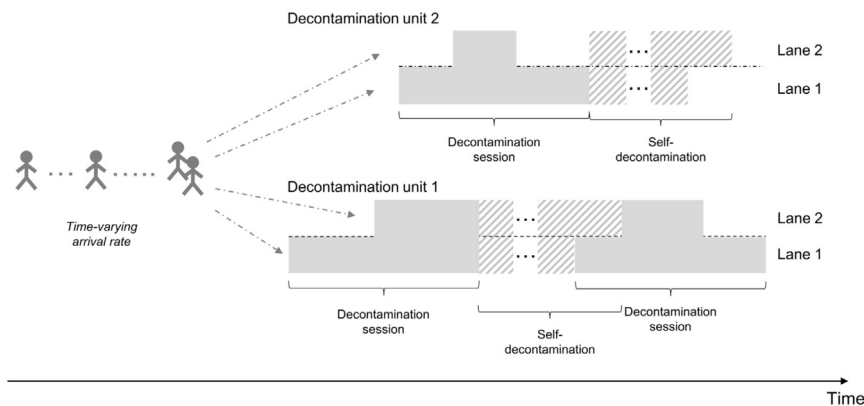 Decontamination unit 2
Lane 2
Lane 1
Decontamination
session
Self-
decontamination
Time-varying
arrival rate
Decontamination unit 1
Lane 2
Lane 1
Decontamination
session
Self-
decontamination
Decontamination
session
Time